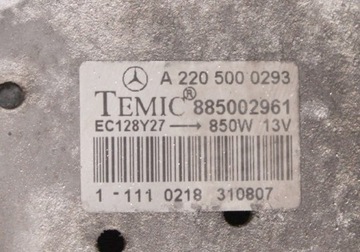 A 220 500 0293
TEMIC® 885002961
EC128Y27 → 850W 13V
1 - 111 0218 310807